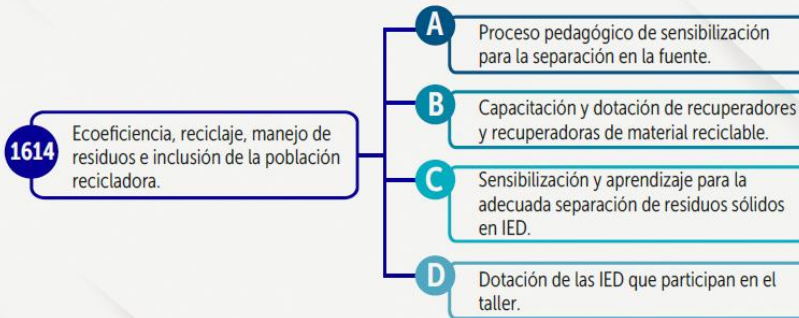 1614
Ecoeficiencia, reciclaje, manejo de
residuos e inclusión de la población
recicladora.
A
Proceso pedagógico de sensibilización
para la separación en la fuente.
B
Capacitación y dotación de recuperadores
y recuperadoras de material reciclable.
C
Sensibilización y aprendizaje para la
adecuada separación de residuos sólidos
en IED.
D
Dotación de las IED que participan en el
taller.